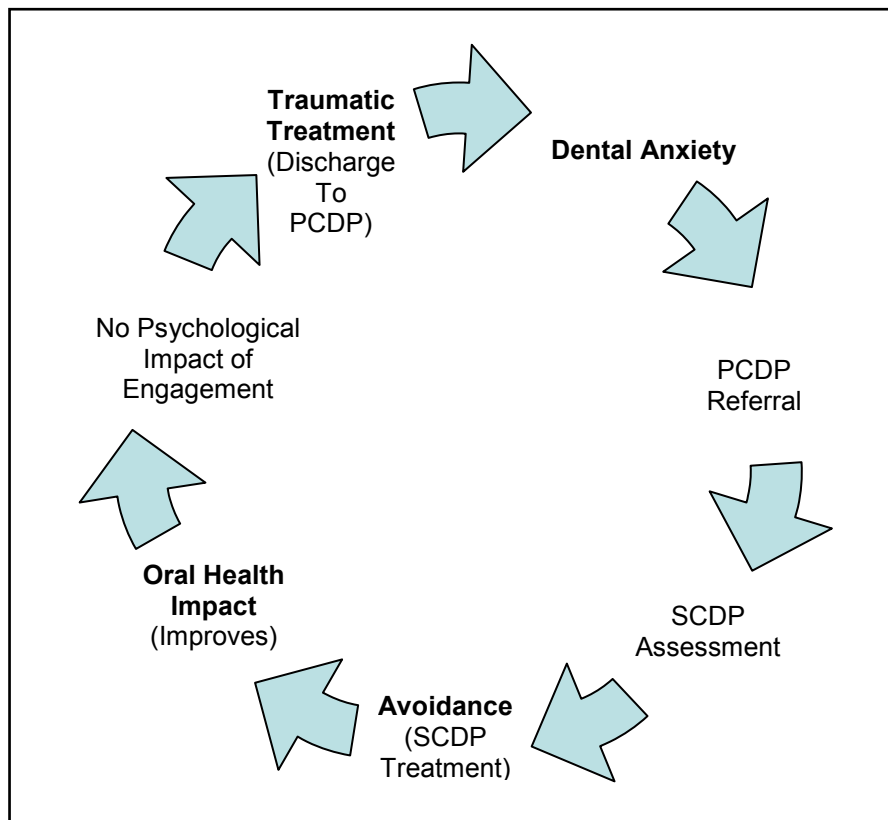 Traumatic
Treatment
(Discharge
To
PCDP)
Dental Anxiety
PCDP
Referral
SCDP
Assessment
Avoidance
(SCDP
Treatment)
Oral Health
Impact
(Improves)
No Psychological
Impact of
Engagement